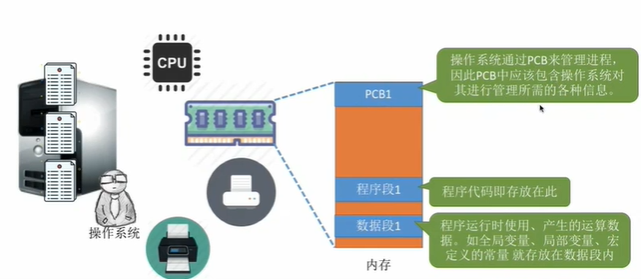 CPU
操作系统
PCB1
程序段1
数据段1
内存
操作系统通过PCB来管理进程，
因此PCB中应该包含操作系统对
其进行管理所需的各种信息。
程序代码即存放在此
程序运行时使用、产生的运算数
据。如全局变量、局部变量、宏
定义的常量 就存放在数据段内